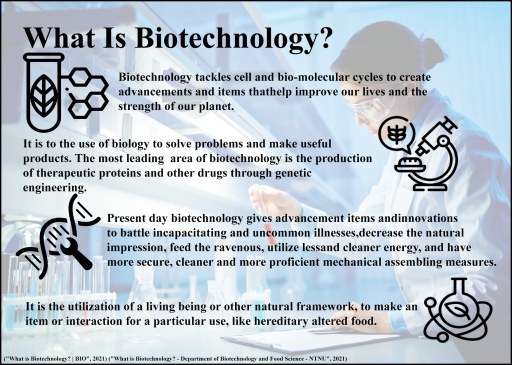 What Is Biotechnology?
Biotechnology tackles cell and bio-molecular cycles to create
advancements and items thathelp improve our lives and the
strength of our planet.
It is to the use of biology to solve problems and make useful
products. The most leading area of biotechnology is the production
of therapeutic proteins and other drugs through genetic
engineering.
Present day biotechnology gives advancement items andinnovations
to battle incapacitating and uncommon illnesses,decrease the natural
impression, feed the ravenous, utilize lessand cleaner energy, and have
more secure, cleaner and more proficient mechanical assembling measures.
It is the utilization of a living being or other natural framework, to make an
item or interaction for a particular use, like hereditary altered food.
("What is Biotechnology? | BIO", 2021) ("What is Biotechnology? - Department of Biotechnology and Food Science - NTNU", 2021)